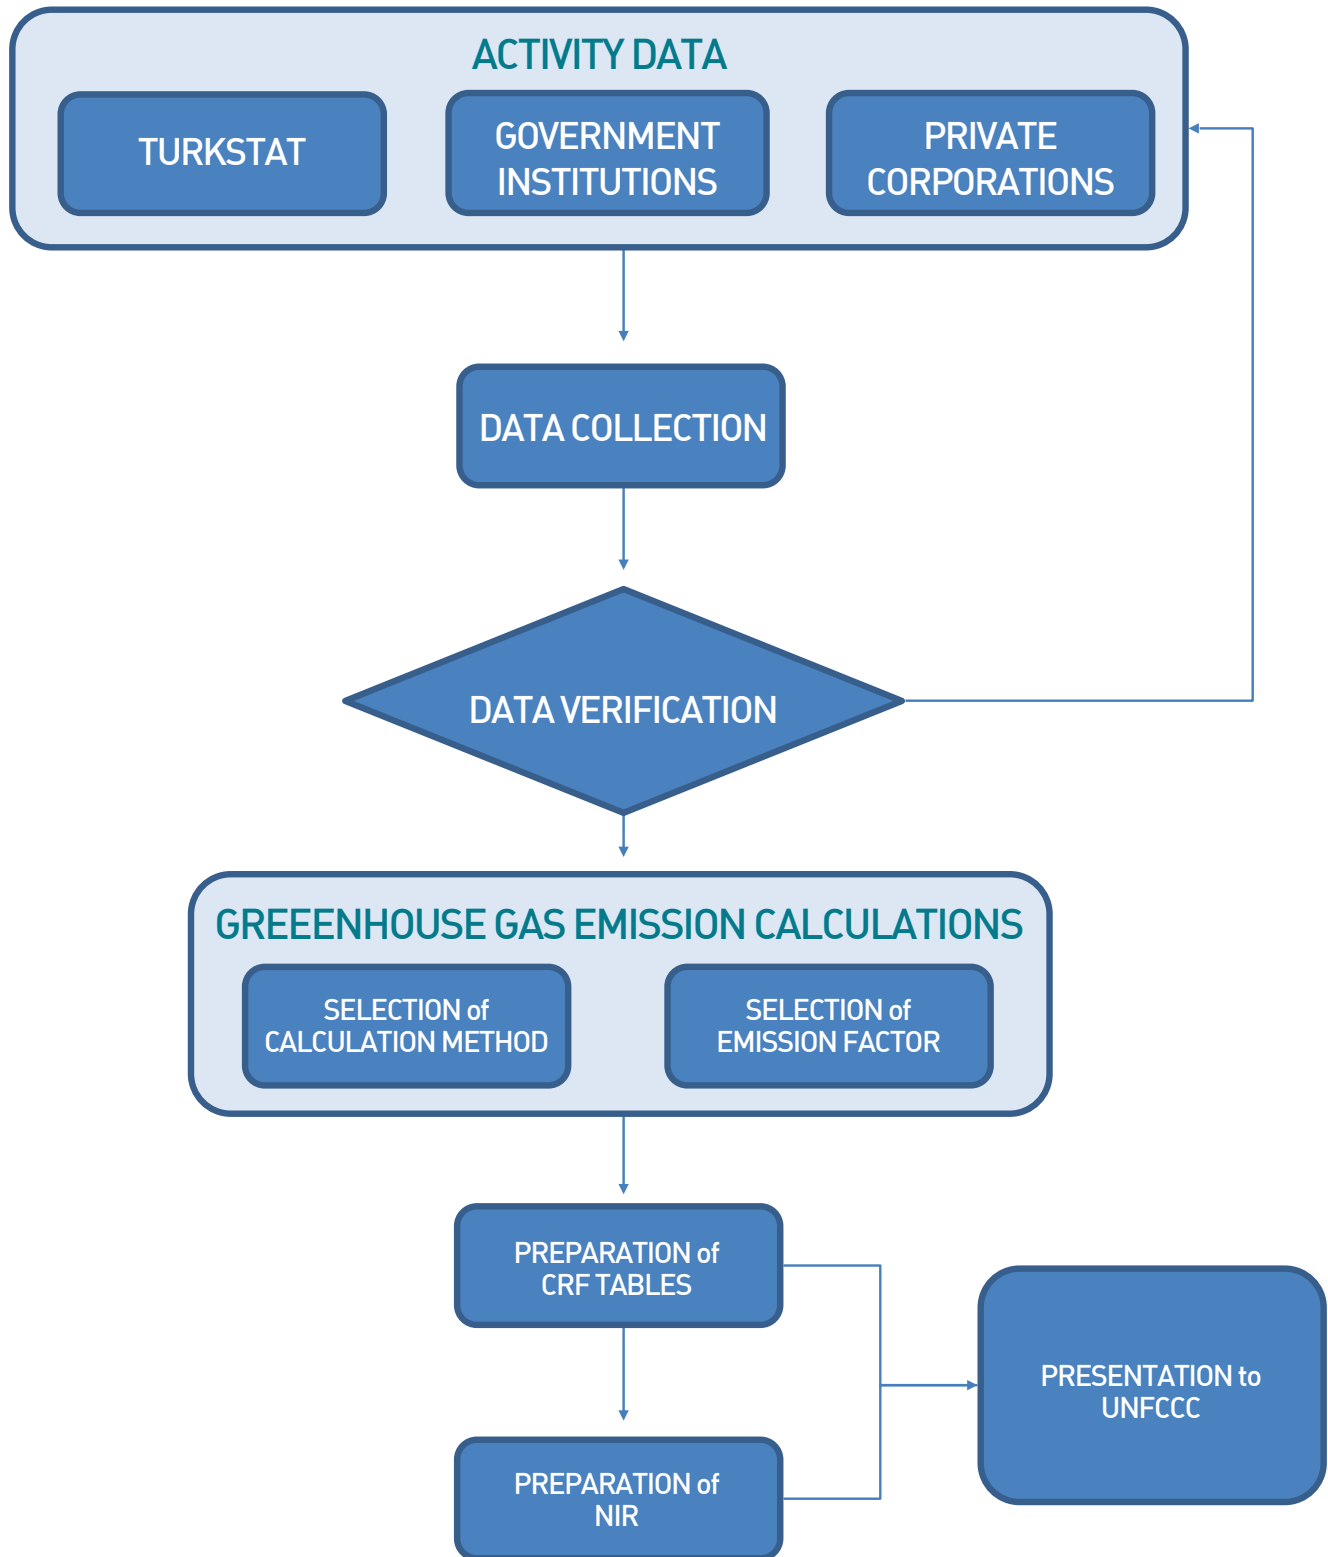 ACTIVITY DATA
TURKSTAT
GOVERNMENT
INSTITUTIONS
PRIVATE
CORPORATIONS
DATA COLLECTION
DATA VERIFICATION
GREEENHOUSE GAS EMISSION CALCULATIONS
SELECTION of
CALCULATION METHOD
SELECTION of
EMISSION FACTOR
PREPARATION of
CRF TABLES
PRESENTATION to
UNFCCC
PREPARATION of
NIR